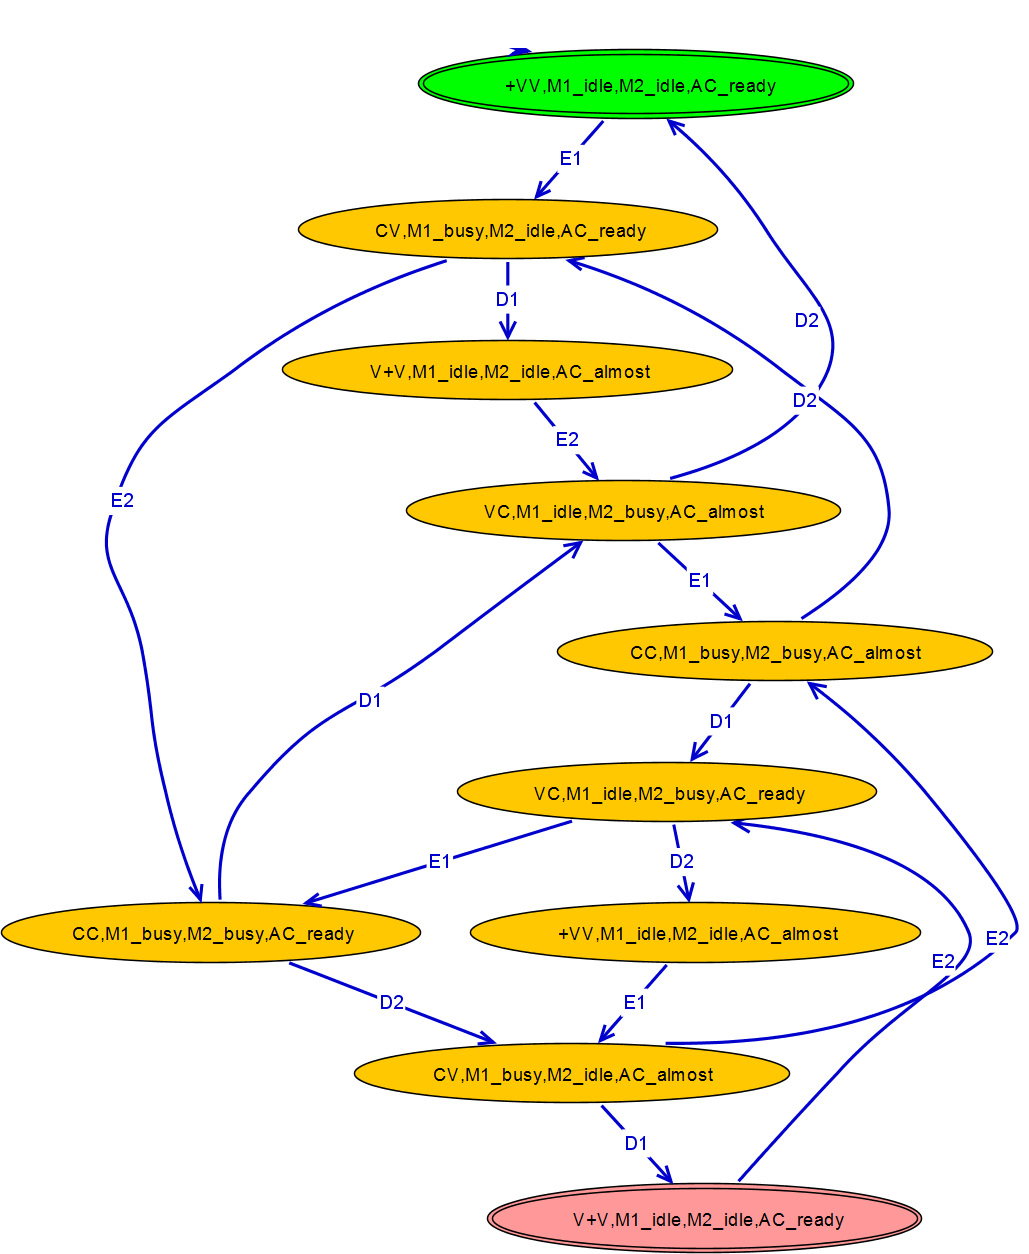 +VV,M1_idle,M2_idle,AC_ready
E1
CV,M1_busy,M2_idle,AC_ready
D1
D2
V+V,M1_idle,M2_idle,AC_almost
D2
E2
E2
VC,M1_idle,M2_busy,AC_almost
E1
CC,M1_busy,M2_busy,AC_almost
D1
D1
VC,M1_idle,M2_busy,AC_ready
E1
D2
CC,M1_busy,M2_busy,AC_ready
+VV,M1_idle,M2_idle,AC_almost
E2
E2
D2
E1
CV,M1_busy,M2_idle,AC_almost
D1
V+V,M1_idle,M2_idle,AC_ready